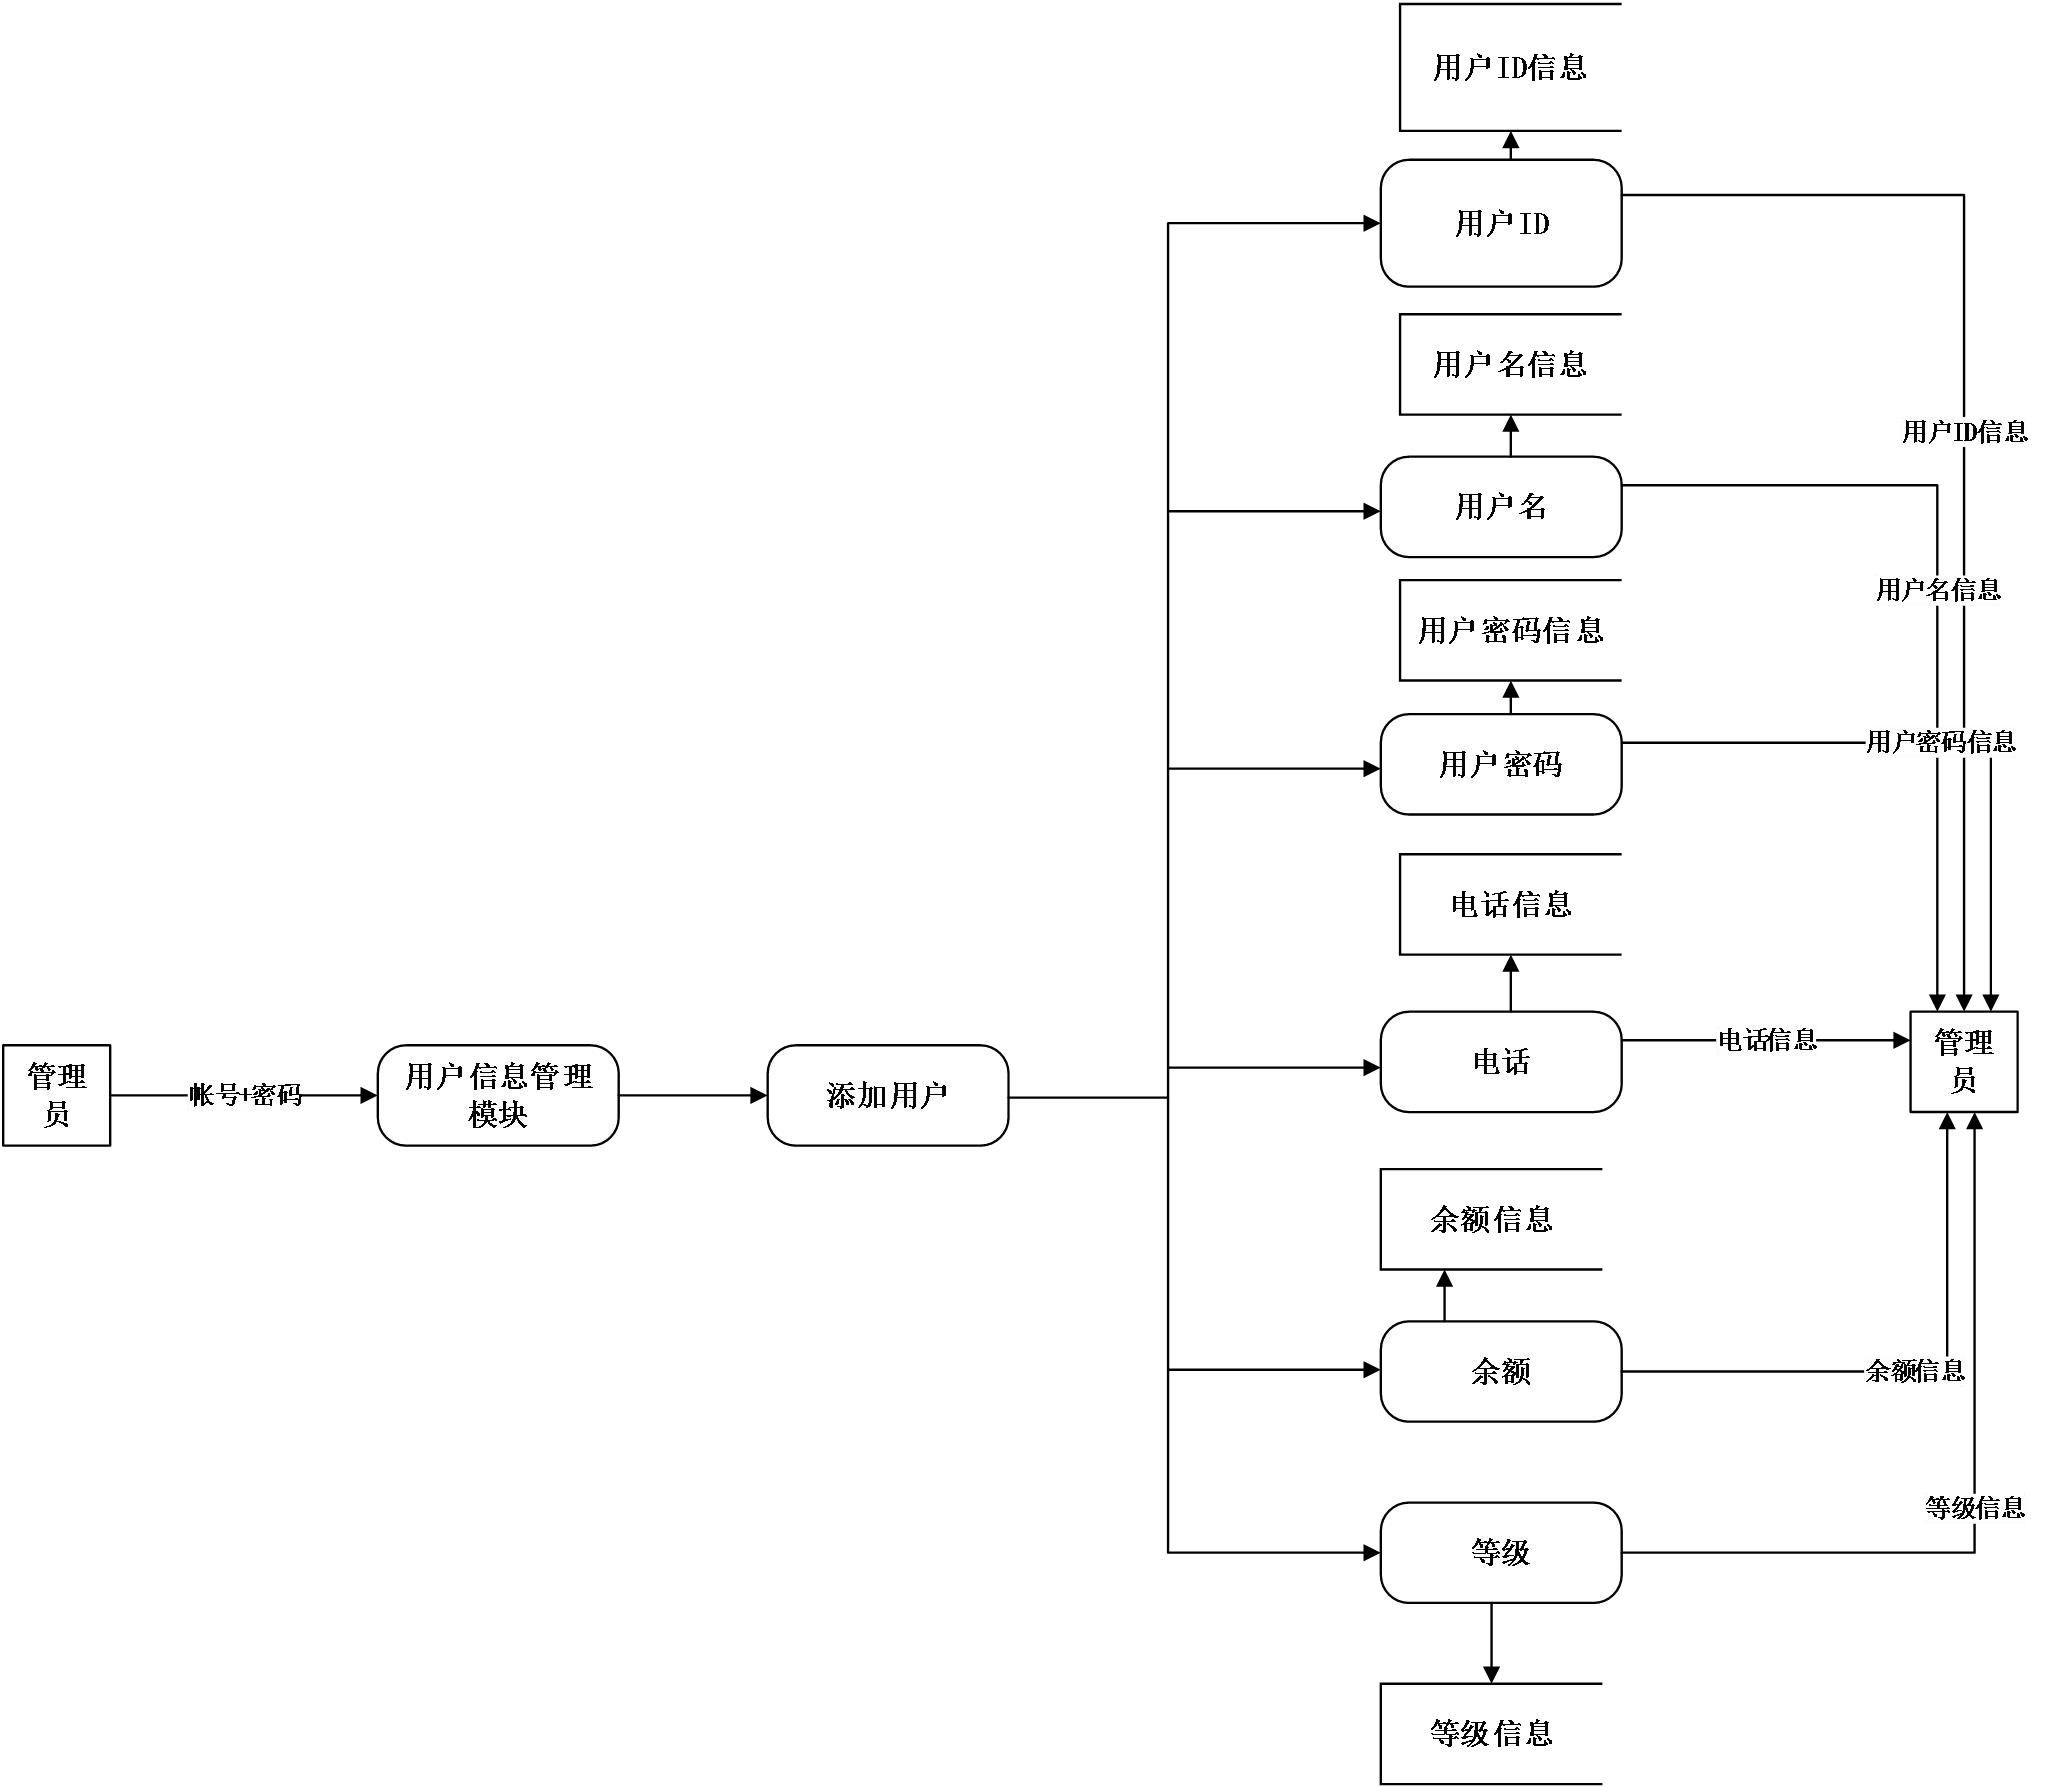 用户ID信息
用户ID
用户名信息
用户ID信息
用户名
用户名信息
用户密码信息
用户密码
用户密码信息
电话信息
电话
电话信息
管理
员
管理
员
帐号+密码
用户信息管理
模块
添加用户
余额信息
余额
余额信息
等级
等级信息
等级信息